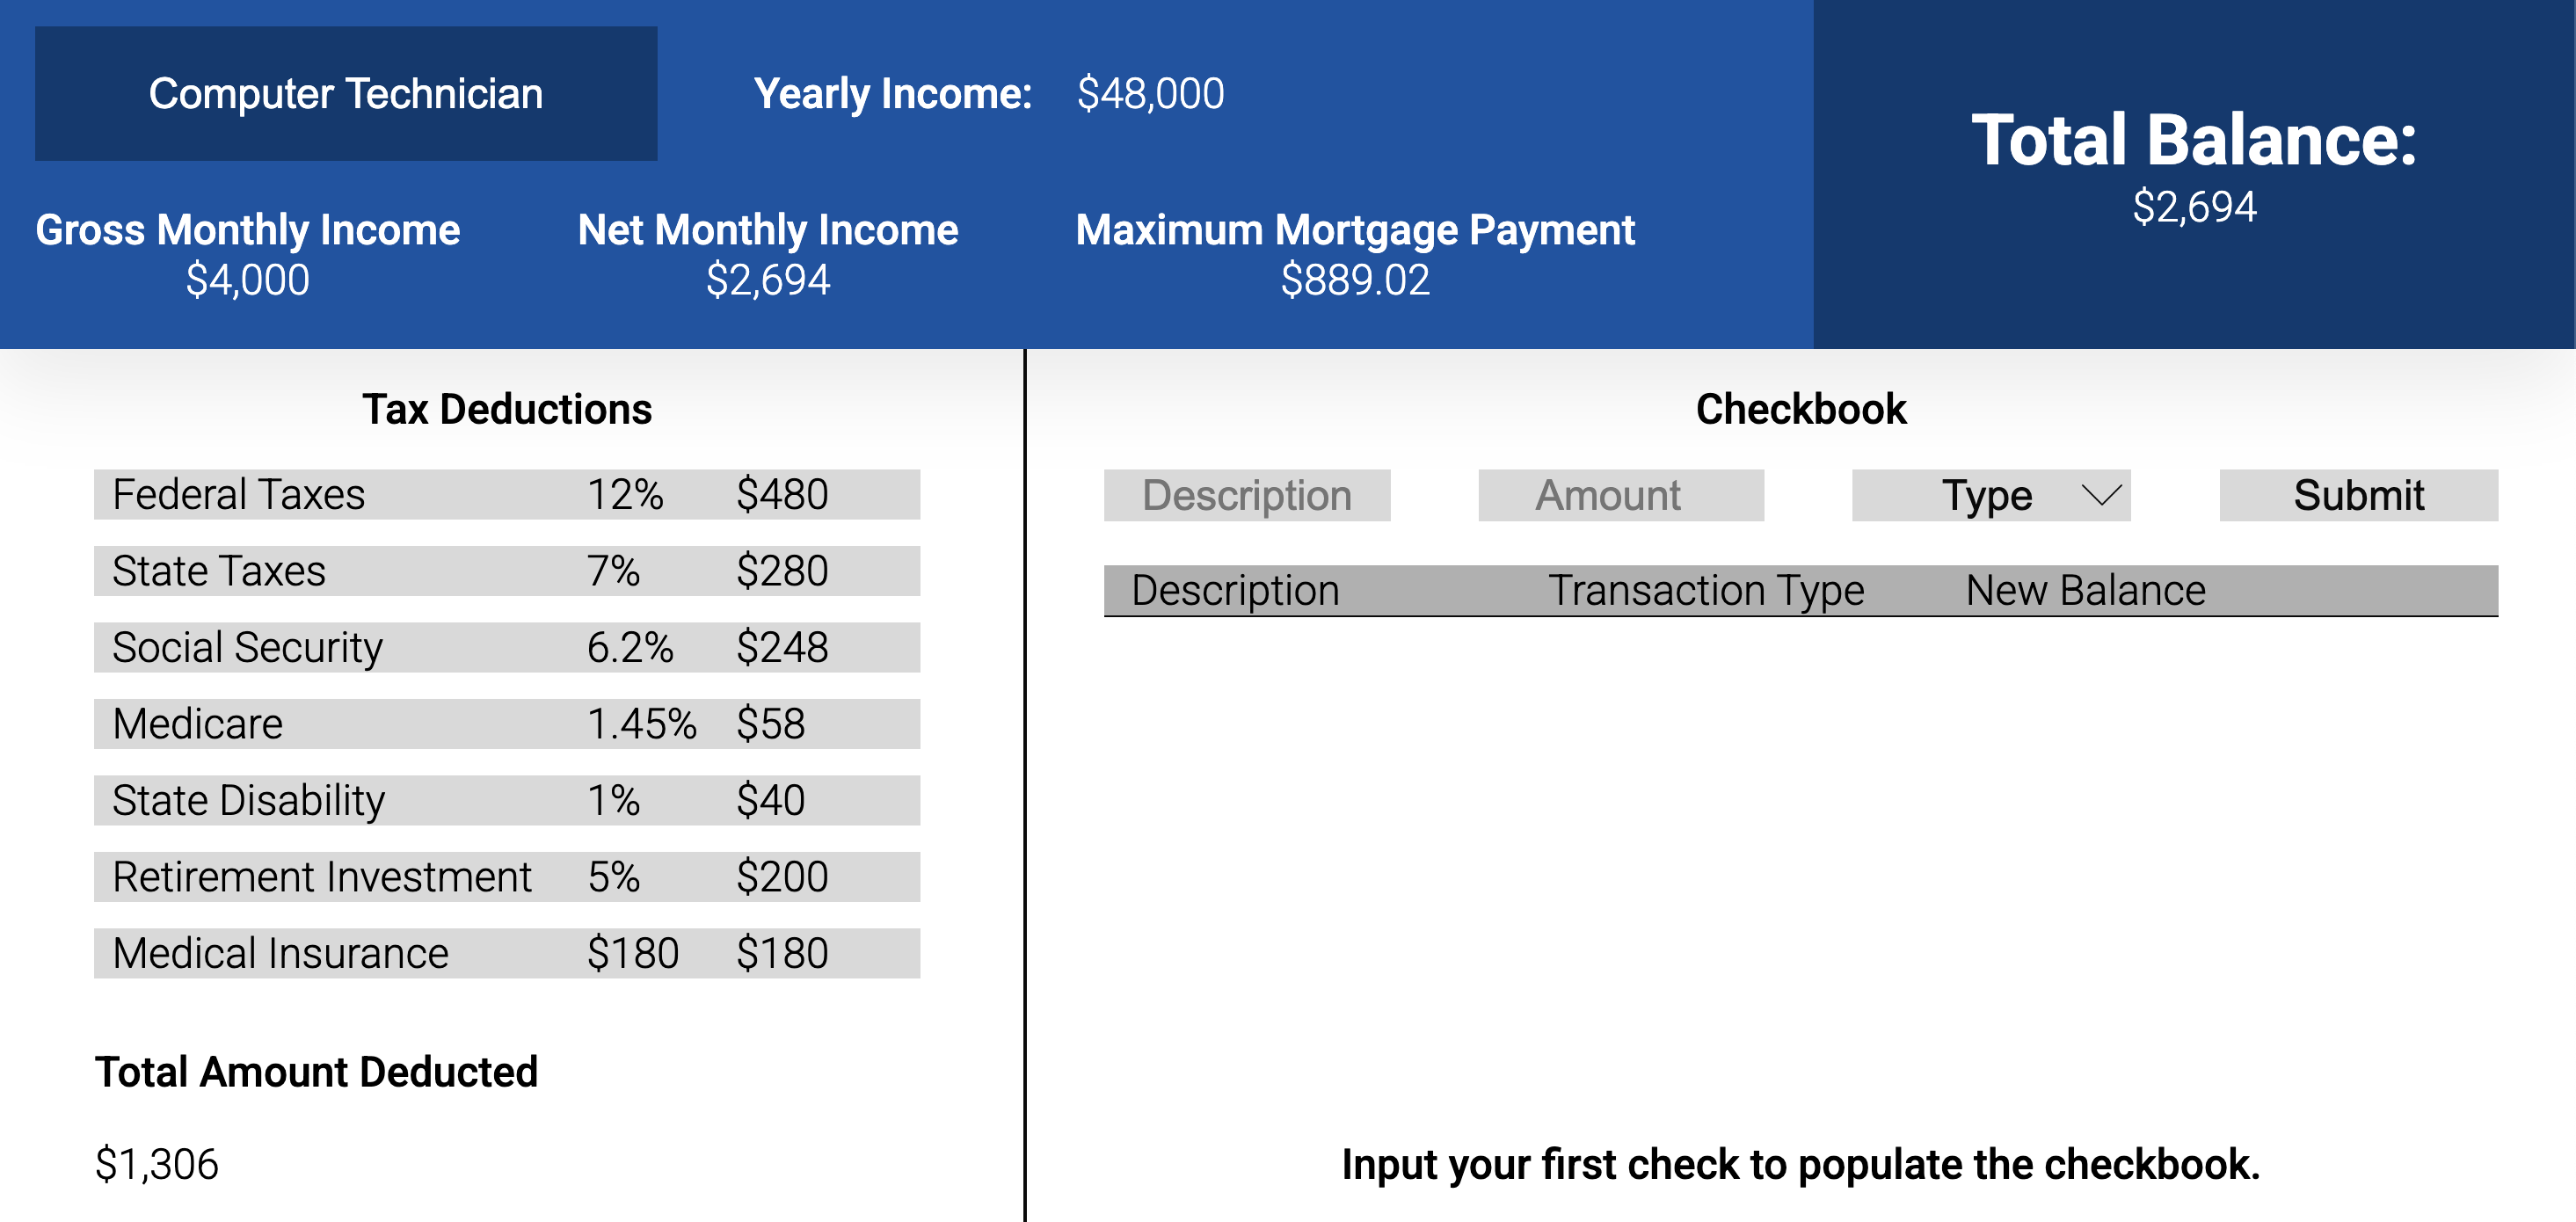 Computer Technician
Yearly Income: $48,000
Total Balance:
$2,694
Gross Monthly Income
$4,000
Net Monthly Income
$2,694
Maximum Mortgage Payment
$889.02
Tax Deductions
Federal Taxes 12% $480
State Taxes 7% $280
Social Security 6.2% $248
Medicare 1.45% $58
State Disability 1% $40
Retirement Investment 5% $200
Medical Insurance $180 $180
Total Amount Deducted
$1,306
Checkbook
Description Amount Type Submit
Description Transaction Type New Balance
Input your first check to populate the checkbook.